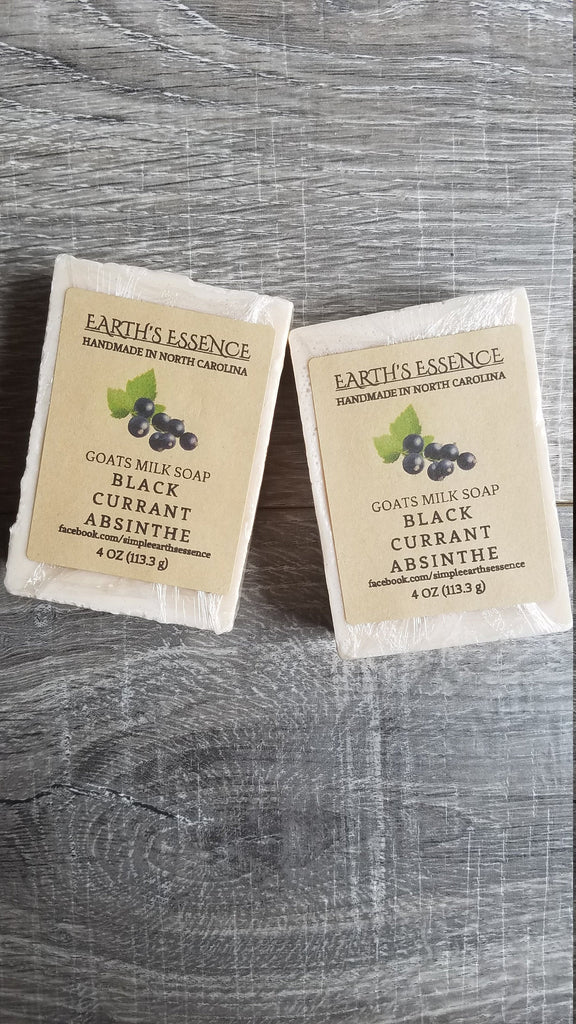 EARTH'S ESSENCE
HANDMADE IN NORTH CAROLINA
GOATS MILK SOAP
BLACK
CURRANT
ABSINTHE
facebook.com/simpleearthsessence
4 OZ (113.3 g)
EARTH'S ESSENCE
HANDMADE IN NORTH CAROLINA
GOATS MILK SOAP
BLACK
CURRANT
ABSINTHE
facebook.com/simpleearthsessence
4 OZ (113.3 g)